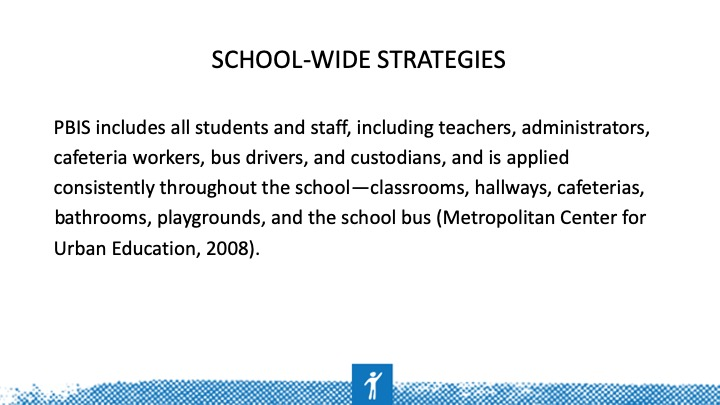 SCHOOL-WIDE STRATEGIES
PBIS includes all students and staff, including teachers, administrators,
cafeteria workers, bus drivers, and custodians, and is applied
consistently throughout the school—classrooms, hallways, cafeterias,
bathrooms, playgrounds, and the school bus (Metropolitan Center for
Urban Education, 2008).